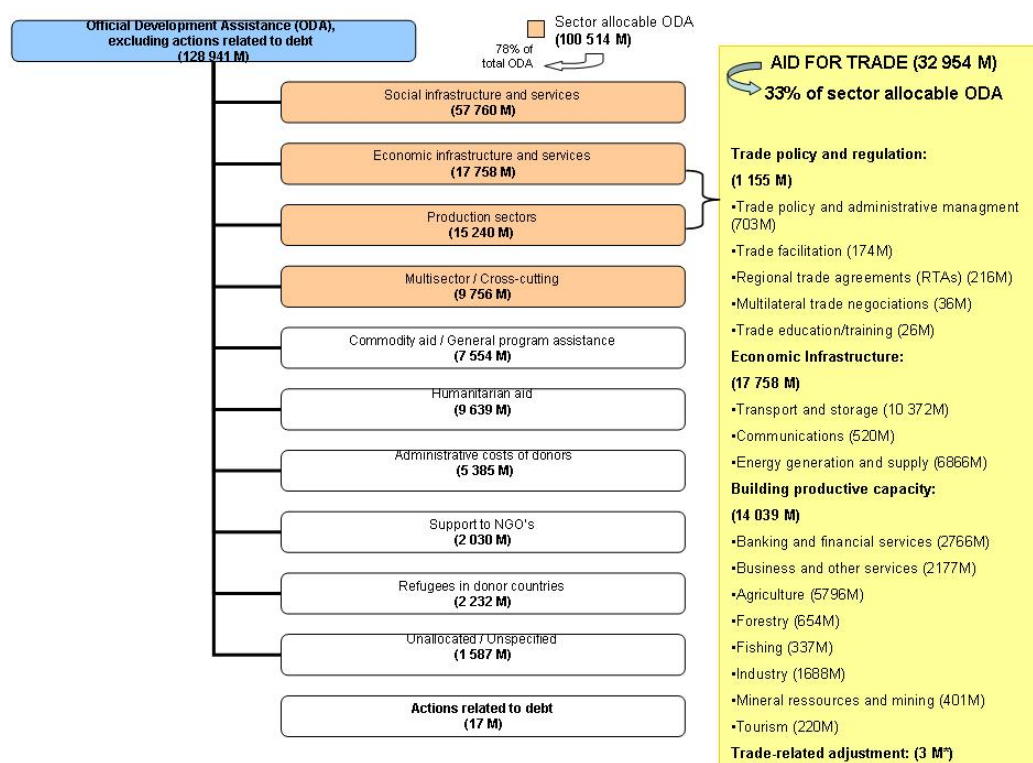 Official Development Assistance (ODA),
excluding actions related to debt
(128 941 M)
Sector allocable ODA
(100 514 M)
78% of
total ODA
Social infrastructure and services
(57 760 M)
Economic infrastructure and services
(17 758 M)
Production sectors
(15 240 M)
Multisector / Cross-cutting
(9 756 M)
Commodity aid / General program assistance
(7 554 M)
Humanitarian aid
(9 639 M)
Administrative costs of donors
(5 385 M)
Support to NGO's
(2 030 M)
Refugees in donor countries
(2 232 M)
Unallocated / Unspecified
(1 587 M)
Actions related to debt
(17 M)
AID FOR TRADE (32 954 M)
33% of sector allocable ODA
Trade policy and regulation:
(1 155 M)
•Trade policy and administrative managment
(703M)
•Trade facilitation (174M)
•Regional trade agreements (RTAs) (216M)
•Multilateral trade negociations (36M)
•Trade education/training (26M)
Economic Infrastructure:
(17 758 M)
•Transport and storage (10 372M)
•Communications (520M)
•Energy generation and supply (6866M)
Building productive capacity:
(14 039 M)
•Banking and financial services (2766M)
•Business and other services (2177M)
•Agriculture (5796M)
•Forestry (654M)
•Fishing (337M)
•Industry (1688M)
•Mineral ressources and mining (401M)
•Tourism (220M)
Trade-related adjustment: (3 M*)